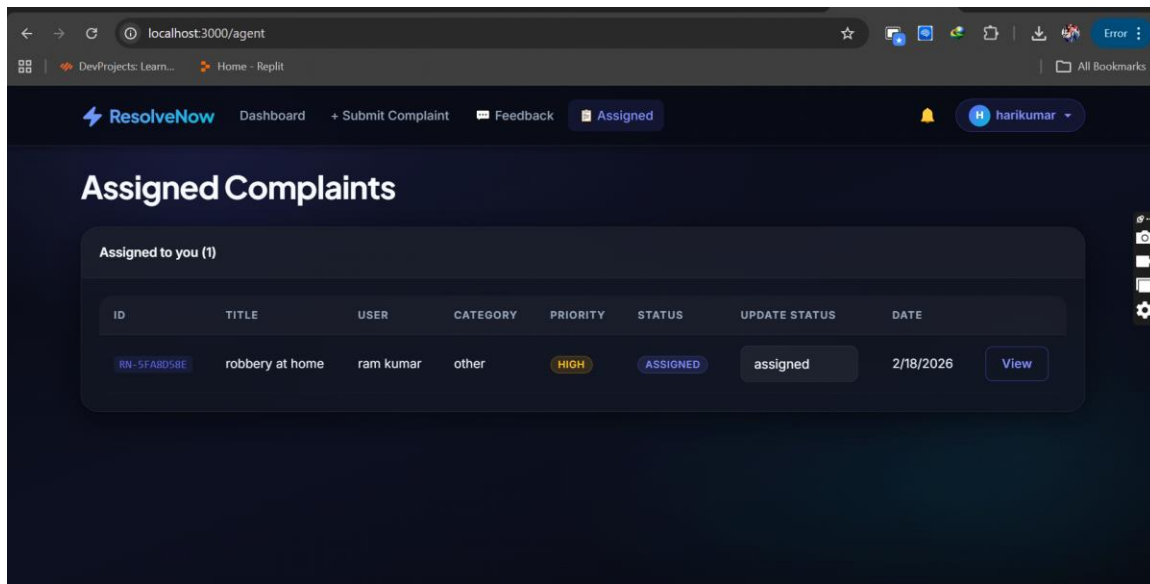 localhost:3000/agent
Error
DevProjects: Learn... Home - Replit All Bookmarks
ResolveNow Dashboard + Submit Complaint Feedback Assigned H harikumar
Assigned Complaints
Assigned to you (1)
ID TITLE USER CATEGORY PRIORITY STATUS UPDATE STATUS DATE
RN-5FA8D58E robbery at home ram kumar other HIGH ASSIGNED assigned 2/18/2026 View